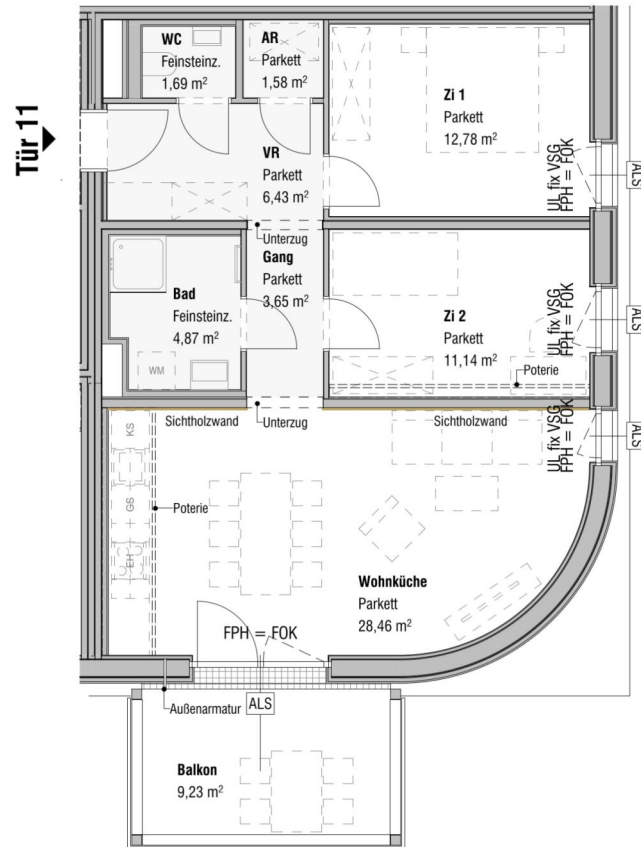 Tür 11
WC
Feinsteinz.
1,69 m²
AR
Parkett
1,58 m²
Zi 1
Parkett
12,78 m²
VR
Parkett
6,43 m²
UL fix VSG
FPH = FOK
ALS
Unterzug
Gang
Parkett
3,65 m²
Bad
Feinsteinz.
4,87 m²
WM
Zi 2
Parkett
11,14 m²
UL fix VSG
FPH = FOK
ALS
Poterie
Sichtholzwand
Unterzug
Sichtholzwand
UL fix VSG
FPH = FOK
ALS
KS
GS
EH
Poterie
Wohnküche
Parkett
28,46 m²
FPH = FOK
Außenarmatur
ALS
Balkon
9,23 m²